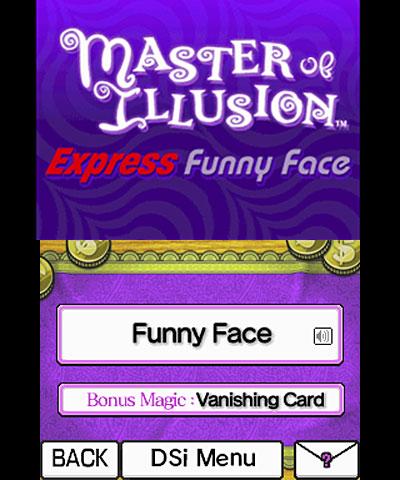 MASTER of
ILLUSION™
Express Funny Face
Funny Face
Bonus Magic : Vanishing Card
BACK
DSi Menu
?